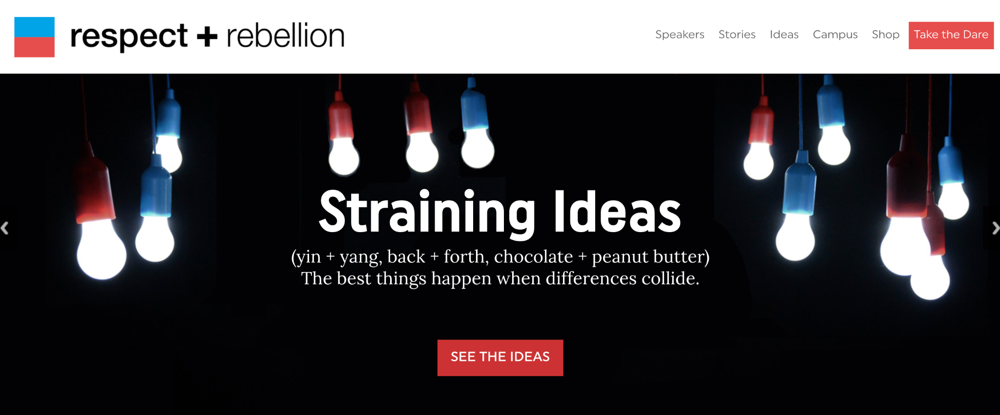 respect + rebellion
Speakers Stories Ideas Campus Shop Take the Dare
Straining Ideas
(yin + yang, back + forth, chocolate + peanut butter)
The best things happen when differences collide.
SEE THE IDEAS